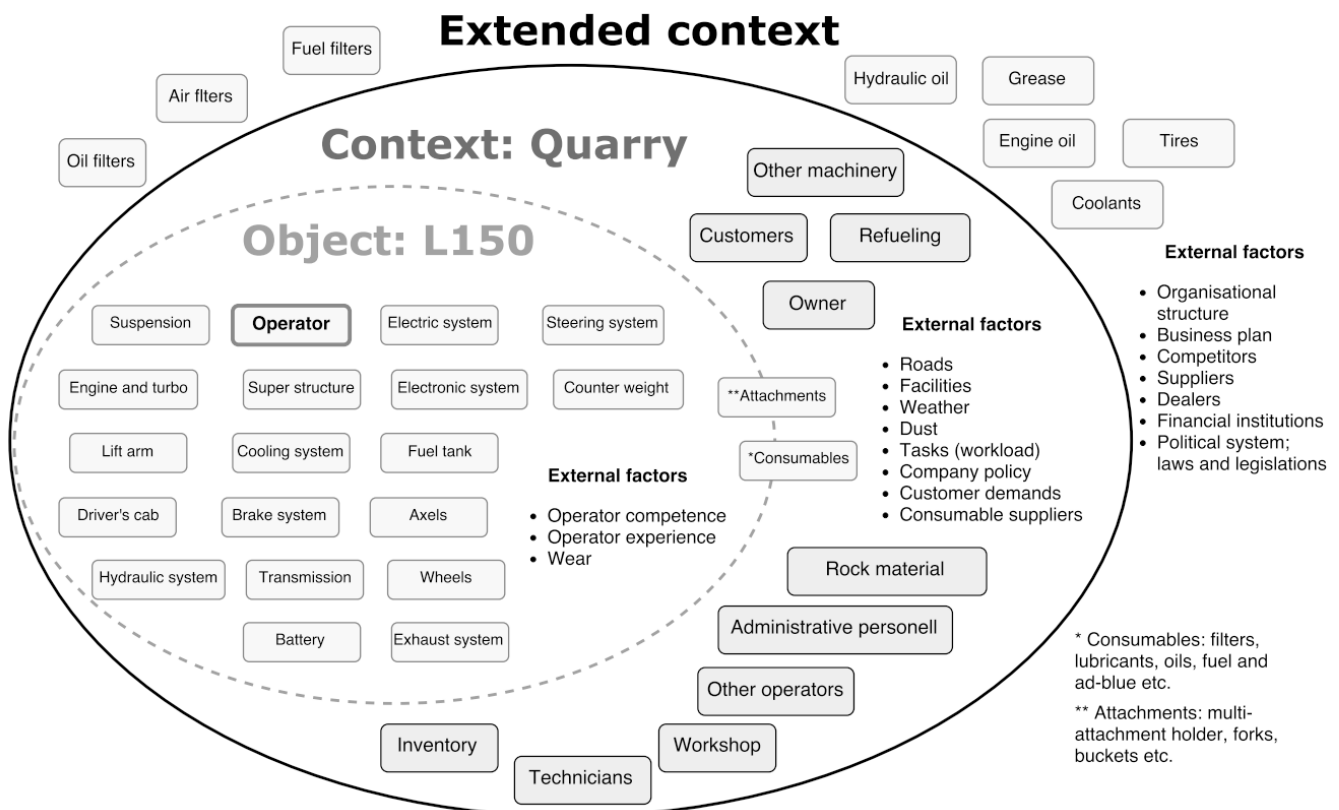 Extended context
Fuel filters
Air flters
Oil filters
Hydraulic oil
Grease
Engine oil
Tires
Coolants
Context: Quarry
Other machinery
Customers
Refueling
Owner
Object: L150
Suspension
Operator
Electric system
Steering system
Engine and turbo
Super structure
Electronic system
Counter weight
**Attachments
Lift arm
Cooling system
Fuel tank
*Consumables
Driver's cab
Brake system
Axels
Hydraulic system
Transmission
Wheels
Battery
Exhaust system
External factors
• Operator competence
• Operator experience
• Wear
External factors
• Roads
• Facilities
• Weather
• Dust
• Tasks (workload)
• Company policy
• Customer demands
• Consumable suppliers
External factors
• Organisational
structure
• Business plan
• Competitors
• Suppliers
• Dealers
• Financial institutions
• Political system;
laws and legislations
Rock material
Administrative personell
Other operators
Inventory
Workshop
Technicians
* Consumables: filters,
lubricants, oils, fuel and
ad-blue etc.
** Attachments: multi-
attachment holder, forks,
buckets etc.